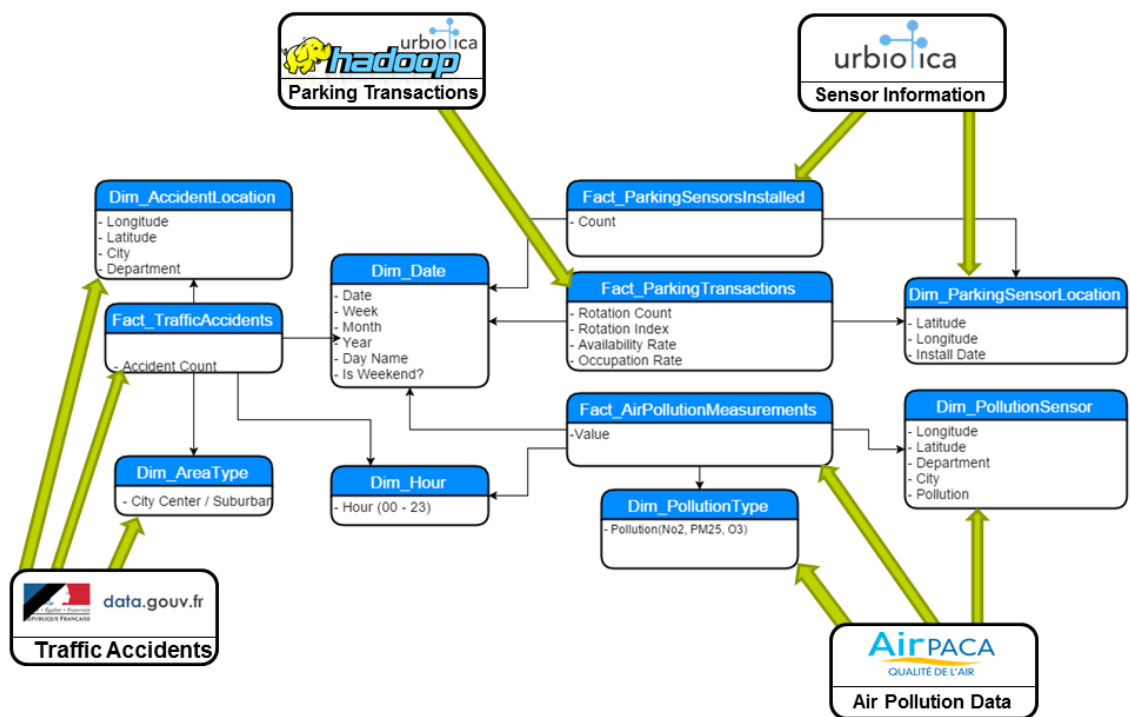 urbiotica
hadoop
Parking Transactions
urbiotica
Sensor Information
Dim_AccidentLocation
- Longitude
- Latitude
- City
- Department
Fact_TrafficAccidents
- Accident Count
Dim_AreaType
- City Center / Suburban
Dim_Date
- Date
- Week
- Month
- Year
- Day Name
- Is Weekend?
Dim_Hour
- Hour (00 - 23)
Fact_ParkingSensorsInstalled
- Count
Fact_ParkingTransactions
- Rotation Count
- Rotation Index
- Availability Rate
- Occupation Rate
Fact_AirPollutionMeasurements
-Value
Dim_PollutionType
- Pollution(No2, PM25, O3)
Dim_ParkingSensorLocation
- Latitude
- Longitude
- Install Date
Dim_PollutionSensor
- Longitude
- Latitude
- Department
- City
- Pollution
data.gouv.fr
• Égalité • Fraternité
RÉPUBLIQUE FRANÇAISE
Traffic Accidents
AirPACA
QUALITÉ DE L'AIR
Air Pollution Data